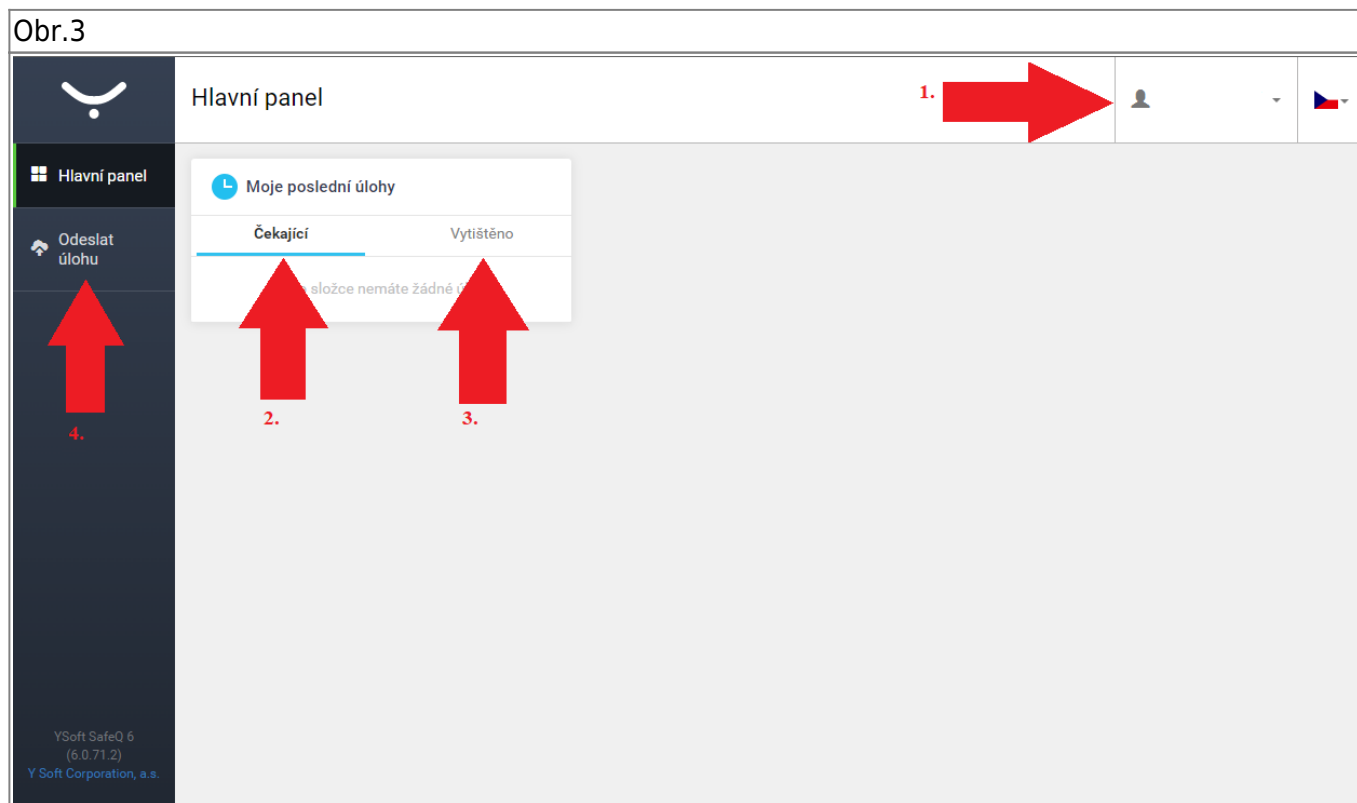 Obr.3
Hlavní panel
1.
Hlavní panel
Moje poslední úlohy
Odeslat
úlohu
Čekající
Vytištěno
složce nemáte žádné
2.
3.
4.
YSoft SafeQ 6
(6.0.71.2)
Y Soft Corporation, a.s.